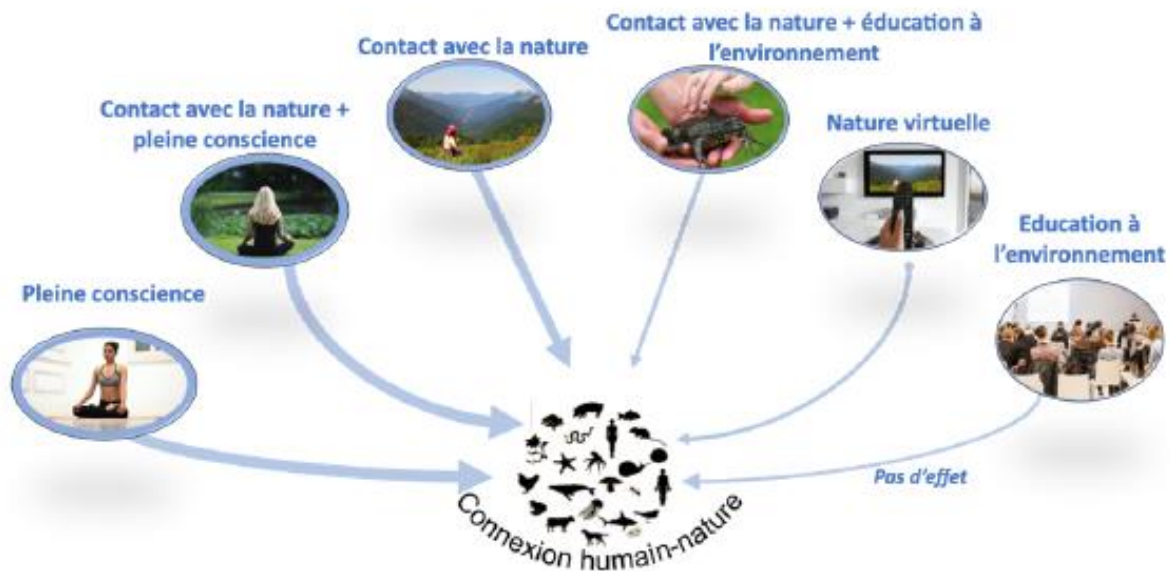 Contact avec la nature + éducation à
l'environnement
Contact avec la nature
Contact avec la nature +
pleine conscience
Nature virtuelle
Education à
l'environnement
Pleine conscience
Pas d'effet
Connexion humain-nature